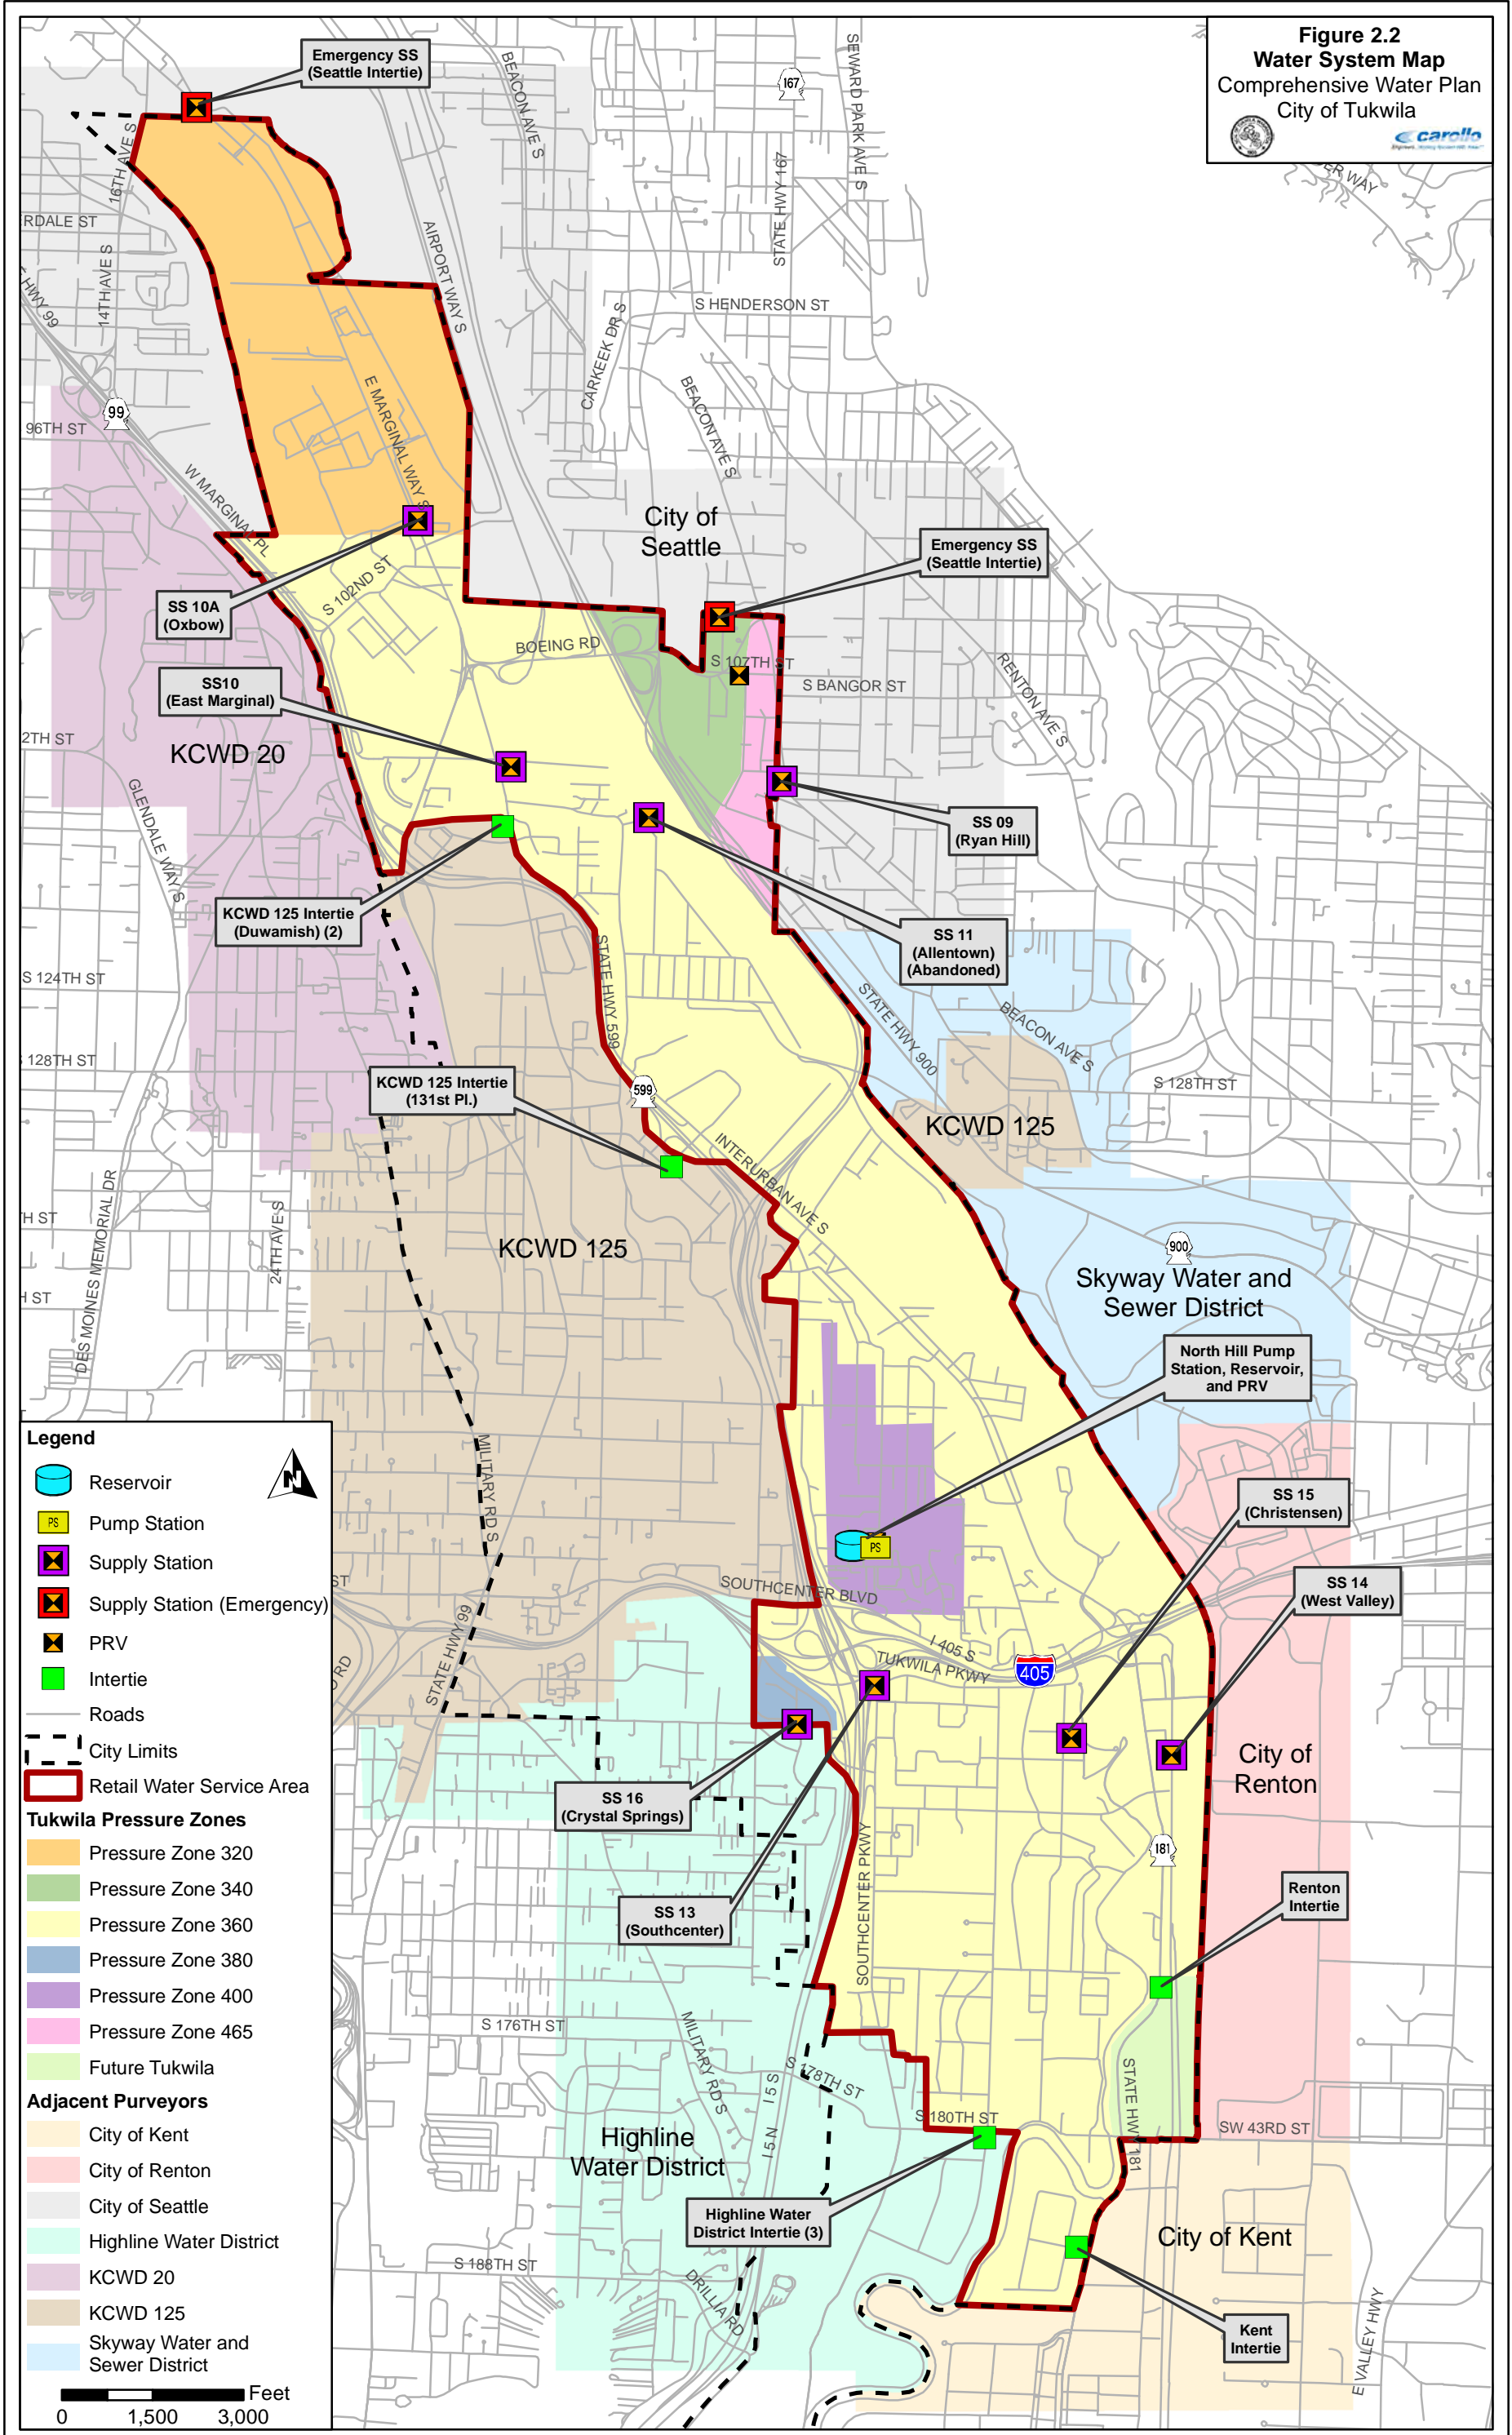 Figure 2.2
Water System Map
Comprehensive Water Plan
City of Tukwila
carollo
Emergency SS
(Seattle Intertie)
BEACON AVE S
167
SEWARD PARK AVE S
STATE HWY 167
16TH AVE S
RDALE ST
14TH AVE S
HWY 99
AIRPORT WAY S
S HENDERSON ST
CARKEEK DR S
BEACON AVE S
E MARGINAL WAY S
99
96TH ST
W MARGINAL PL
City of
Seattle
Emergency SS
(Seattle Intertie)
S 102ND ST
SS 10A
(Oxbow)
BOEING RD
S 107TH ST
S BANGOR ST
RENTON AVE S
SS10
(East Marginal)
2TH ST
KCWD 20
GLENDALE WAY S
SS 09
(Ryan Hill)
KCWD 125 Intertie
(Duwamish) (2)
SS 11
(Allentown)
(Abandoned)
STATE HWY 599
S 124TH ST
STATE HWY 900
BEACON AVE S
128TH ST
KCWD 125 Intertie
(131st Pl.)
599
S 128TH ST
KCWD 125
INTERURBAN AVE S
DES MOINES MEMORIAL DR
24TH AVE S
TH ST
KCWD 125
900
Skyway Water and
Sewer District
H ST
North Hill Pump
Station, Reservoir,
and PRV
MILITARY RD S
PS
SS 15
(Christensen)
SS 14
(West Valley)
ST
SOUTHCENTER BLVD
I 405 S
TUKWILA PKWY
405
STATE HWY 99
RD
City of
Renton
SS 16
(Crystal Springs)
SOUTHCENTER PKWY
181
SS 13
(Southcenter)
Renton
Intertie
S 176TH ST
MILITARY RD S
I 5 S
I 5 N
S 178TH ST
S 180TH ST
STATE HWY 181
SW 43RD ST
Highline
Water District
Highline Water
District Intertie (3)
City of Kent
S 188TH ST
DRILLIA RD
Kent
Intertie
E VALLEY HWY
Legend
N
Reservoir
PS
Pump Station
Supply Station
Supply Station (Emergency)
PRV
Intertie
Roads
City Limits
Retail Water Service Area
Tukwila Pressure Zones
Pressure Zone 320
Pressure Zone 340
Pressure Zone 360
Pressure Zone 380
Pressure Zone 400
Pressure Zone 465
Future Tukwila
Adjacent Purveyors
City of Kent
City of Renton
City of Seattle
Highline Water District
KCWD 20
KCWD 125
Skyway Water and
Sewer District
Feet
0 1,500 3,000